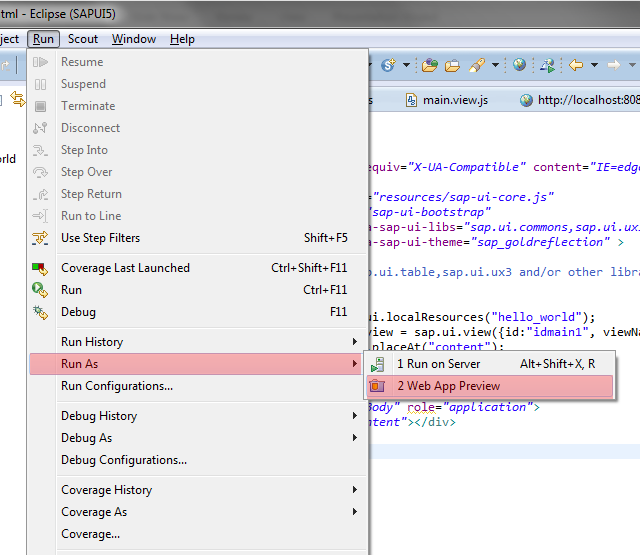 tml - Eclipse (SAPUI5)
ject Run Scout Window Help
Resume
Suspend
Terminate
Disconnect
Step Into
Step Over
Step Return
Run to Line
Use Step Filters Shift+F5
Coverage Last Launched Ctrl+Shift+F11
Run Ctrl+F11
Debug F11
Run History
Run As
Run Configurations...
Debug History
Debug As
Debug Configurations...
Coverage History
Coverage As
Coverage...
1 Run on Server Alt+Shift+X, R
2 Web App Preview
orld
s main.view.js http://localhost:808
equiv="X-UA-Compatible" content="IE=edge
="resources/sap-ui-core.js"
"sap-ui-bootstrap"
a-sap-ui-libs="sap.ui.commons,sap.ui.ux
a-sap-ui-theme="sap_goldreflection" >
p.ui.table,sap.ui.ux3 and/or other libra
ui.localResources("hello_world");
view = sap.ui.view({id:"idmain1", viewNa
placeAt("content");
Body" role="application">
ntent"></div>